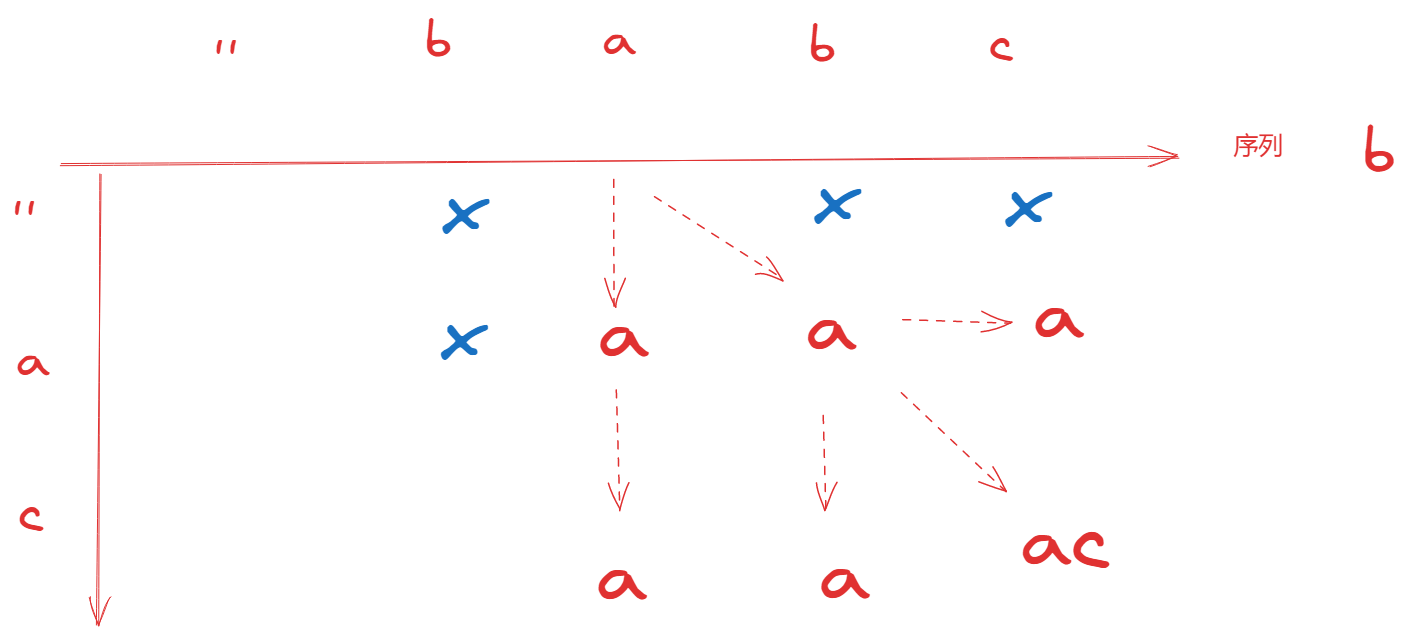 " b a b c
序列 b
"
a a a a
c
ac
a a